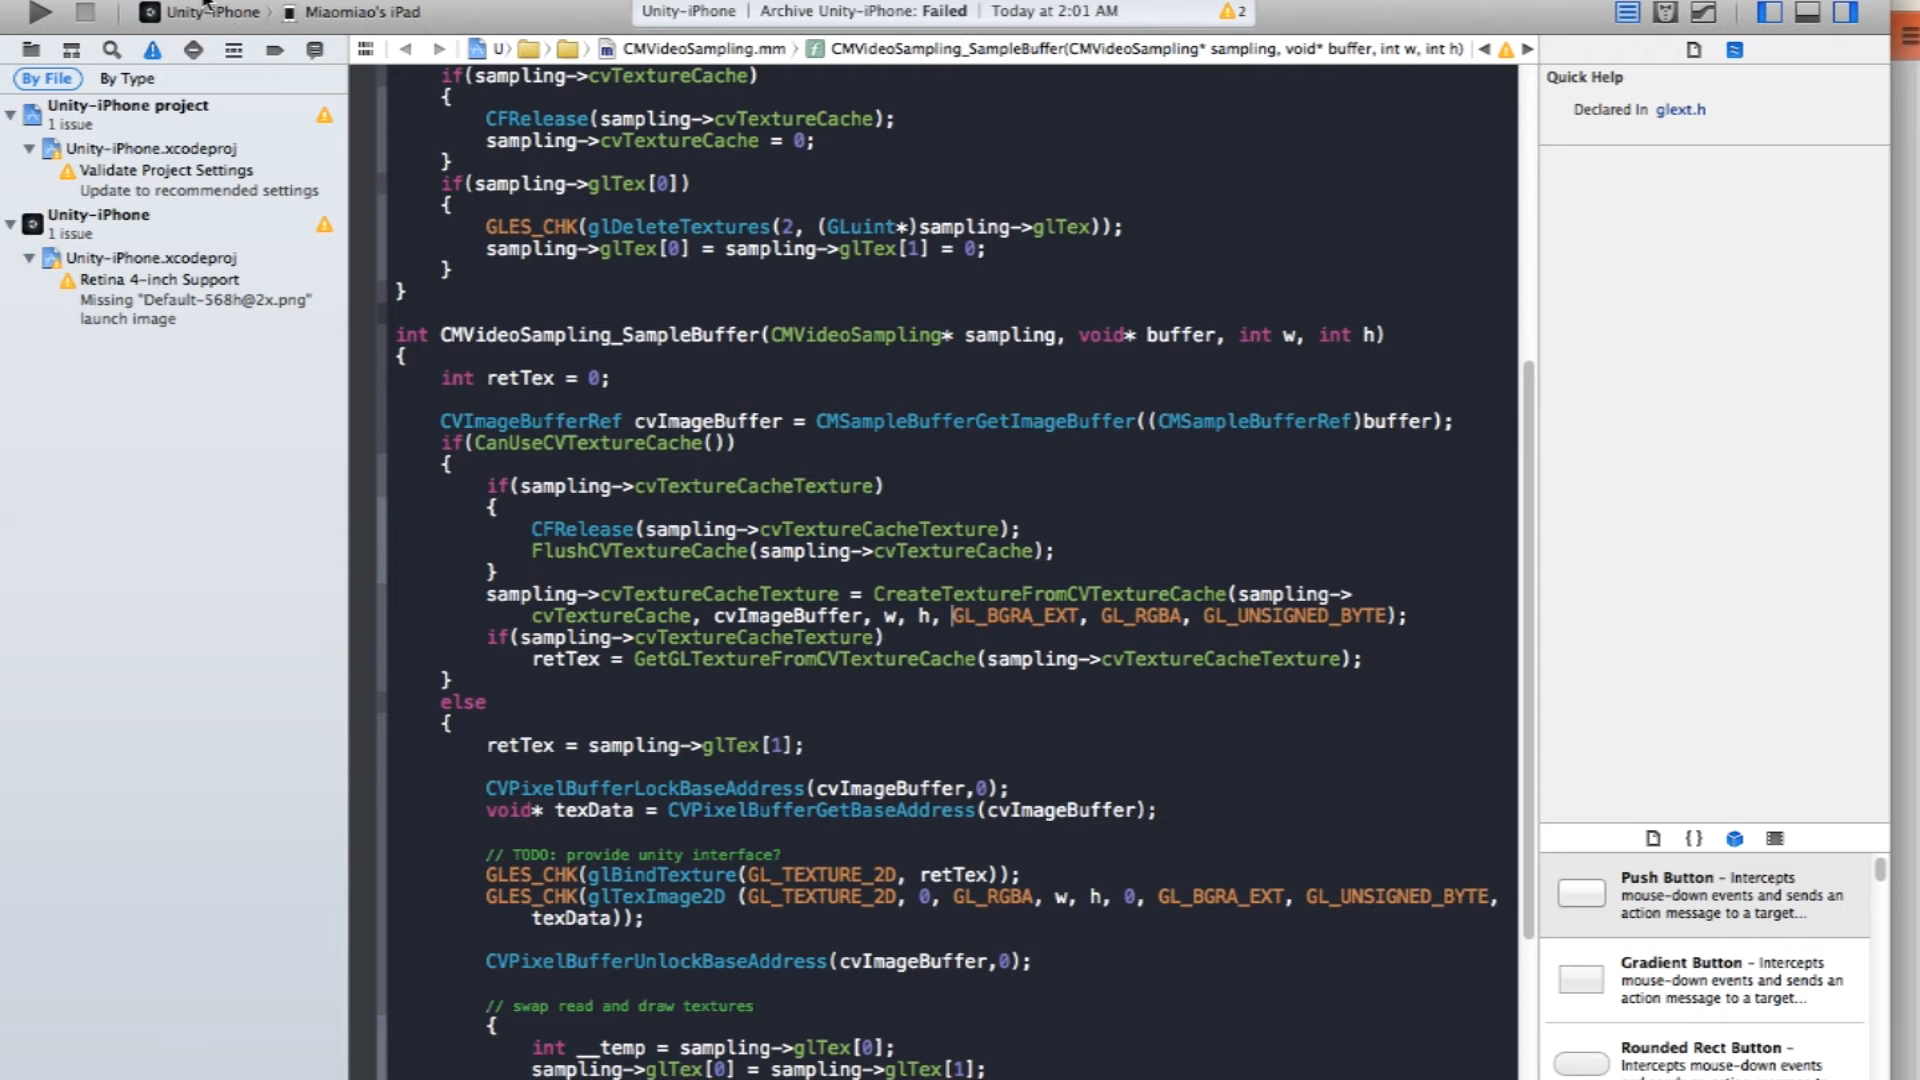 Unity-iPhone
Miaomiao's iPad
Unity-iPhone | Archive Unity-iPhone: Failed | Today at 2:01 AM
2
By File
By Type
Unity-iPhone project
1 issue
Unity-iPhone.xcodeproj
Validate Project Settings
Update to recommended settings
Unity-iPhone
1 issue
Unity-iPhone.xcodeproj
Retina 4-inch Support
Missing "Default-568h@2x.png"
launch image
U
CMVideoSampling.mm
CMVideoSampling_SampleBuffer(CMVideoSampling* sampling, void* buffer, int w, int h)
if(sampling->cvTextureCache)
{
CFRelease(sampling->cvTextureCache);
sampling->cvTextureCache = 0;
}
if(sampling->glTex[0])
{
GLES_CHK(glDeleteTextures(2, (GLuint*)sampling->glTex));
sampling->glTex[0] = sampling->glTex[1] = 0;
}
}
int CMVideoSampling_SampleBuffer(CMVideoSampling* sampling, void* buffer, int w, int h)
{
int retTex = 0;
CVImageBufferRef cvImageBuffer = CMSampleBufferGetImageBuffer((CMSampleBufferRef)buffer);
if(CanUseCVTextureCache())
{
if(sampling->cvTextureCacheTexture)
{
CFRelease(sampling->cvTextureCacheTexture);
FlushCVTextureCache(sampling->cvTextureCache);
}
sampling->cvTextureCacheTexture = CreateTextureFromCVTextureCache(sampling->
cvTextureCache, cvImageBuffer, w, h, GL_BGRA_EXT, GL_RGBA, GL_UNSIGNED_BYTE);
if(sampling->cvTextureCacheTexture)
retTex = GetGLTextureFromCVTextureCache(sampling->cvTextureCacheTexture);
}
else
{
retTex = sampling->glTex[1];
CVPixelBufferLockBaseAddress(cvImageBuffer,0);
void* texData = CVPixelBufferGetBaseAddress(cvImageBuffer);
// TODO: provide unity interface?
GLES_CHK(glBindTexture(GL_TEXTURE_2D, retTex));
GLES_CHK(glTexImage2D (GL_TEXTURE_2D, 0, GL_RGBA, w, h, 0, GL_BGRA_EXT, GL_UNSIGNED_BYTE,
texData));
CVPixelBufferUnlockBaseAddress(cvImageBuffer,0);
// swap read and draw textures
{
int __temp = sampling->glTex[0];
sampling->glTex[0] = sampling->glTex[1];
Quick Help
Declared In glext.h
{ }
Push Button - Intercepts
mouse-down events and sends an
action message to a target...
Gradient Button - Intercepts
mouse-down events and sends an
action message to a target...
Rounded Rect Button -
Intercepts mouse-down events
and sends an action message to